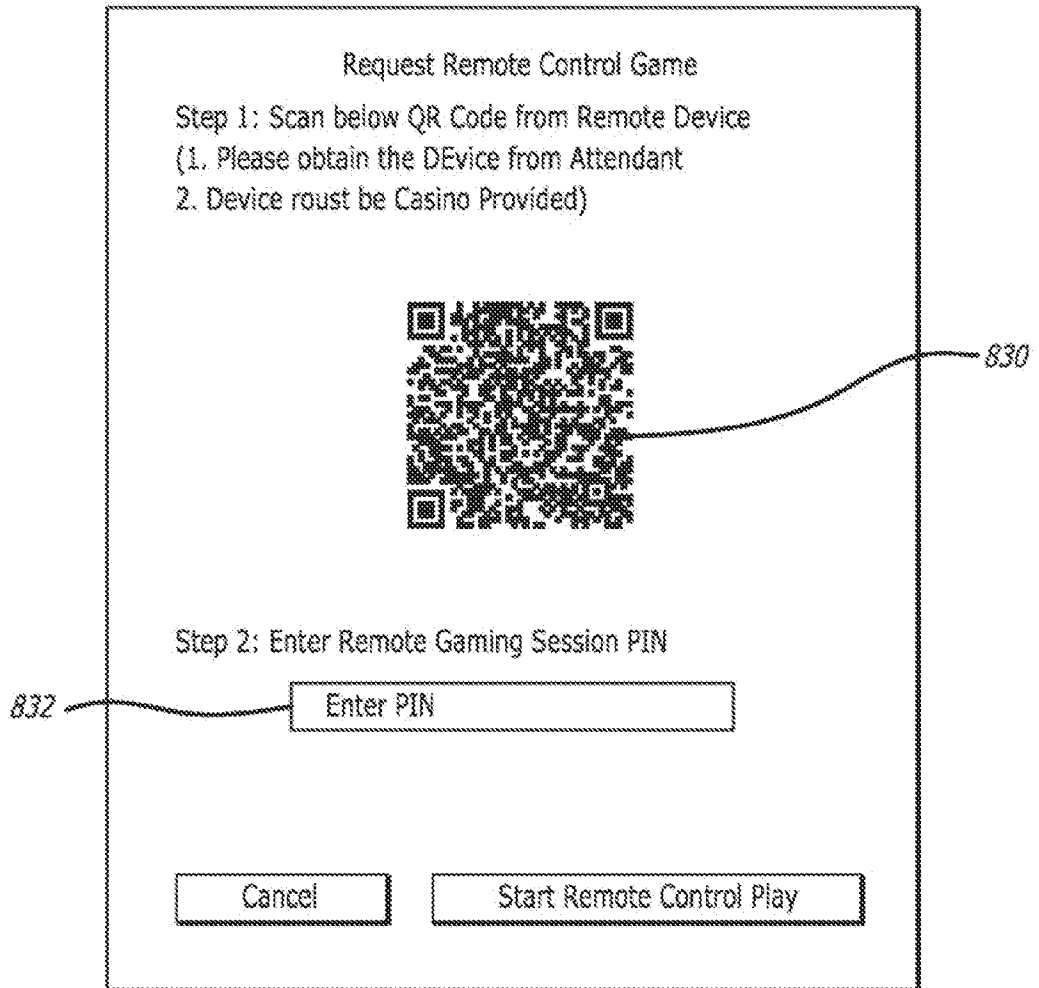 Request Remote Control Game
Step 1: Scan below QR Code from Remote Device
(1. Please obtain the DEvice from Attendant
2. Device roust be Casino Provided)
830
Step 2: Enter Remote Gaming Session PIN
832
Enter PIN
Cancel
Start Remote Control Play